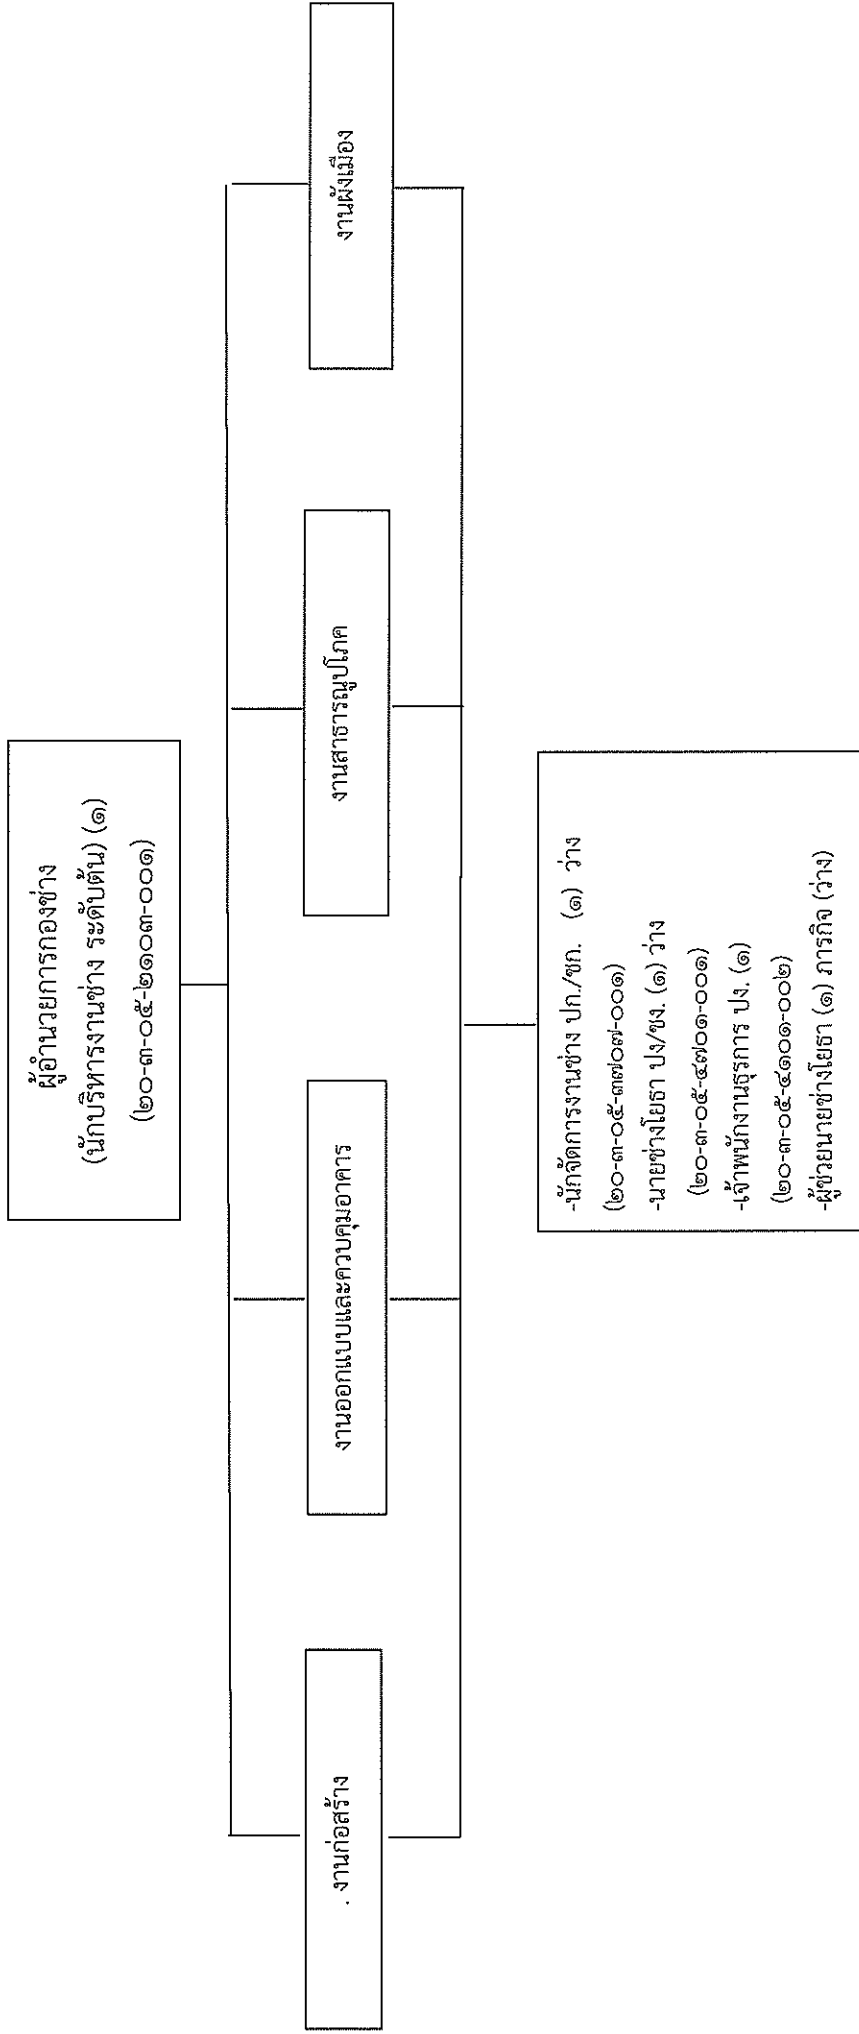 ผู้อำนวยการกองช่าง
(นักบริหารงานช่าง ระดับต้น) (๑)
(๒๐-๓-๐๕-๒๑๐๓-๐๐๑)
. งานก่อสร้าง
งานออกแบบและควบคุมอาคาร
งานสาธารณูปโภค
งานผังเมือง
-นักจัดการงานช่าง ปก./ชก. (๑) ว่าง
(๒๐-๓-๐๕-๓๗๐๗-๐๐๑)
-นายช่างโยธา ปง/ชง. (๑) ว่าง
(๒๐-๓-๐๕-๔๗๐๑-๐๐๑)
-เจ้าพนักงานธุรการ ปง. (๑)
(๒๐-๓-๐๕-๔๑๐๑-๐๐๒)
-ผู้ช่วยนายช่างโยธา (๑) ภารกิจ (ว่าง)